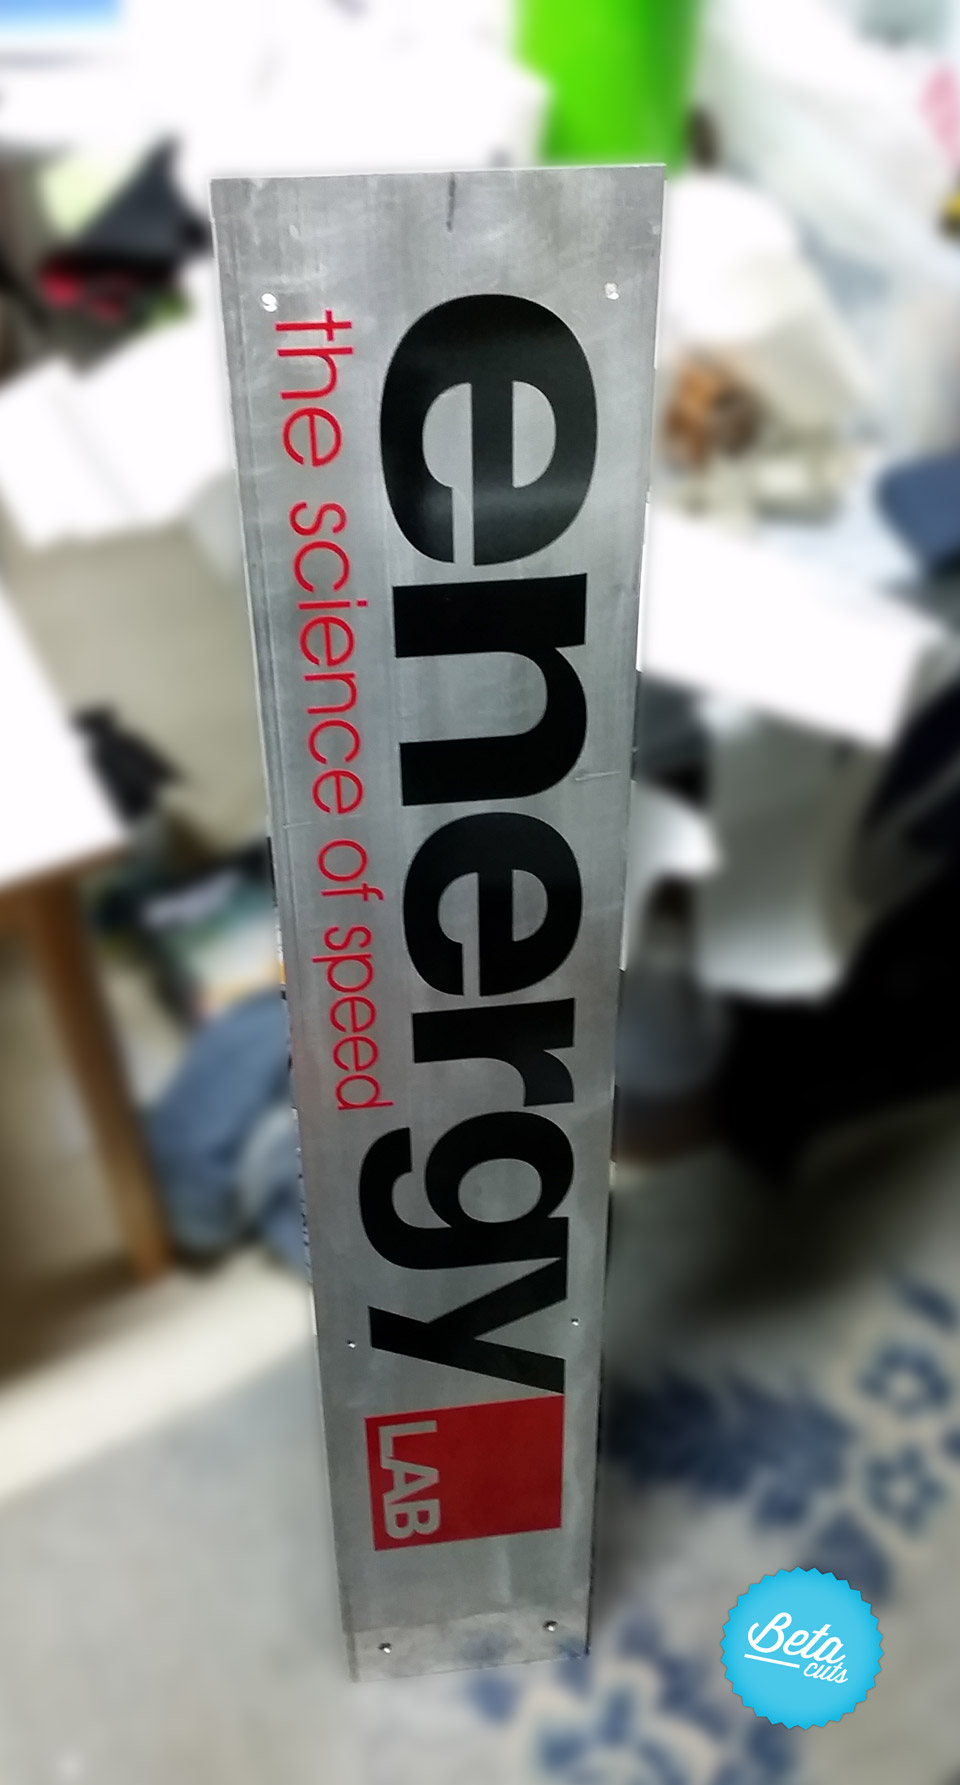 energy
LAB
the science of speed
Beta
cuts